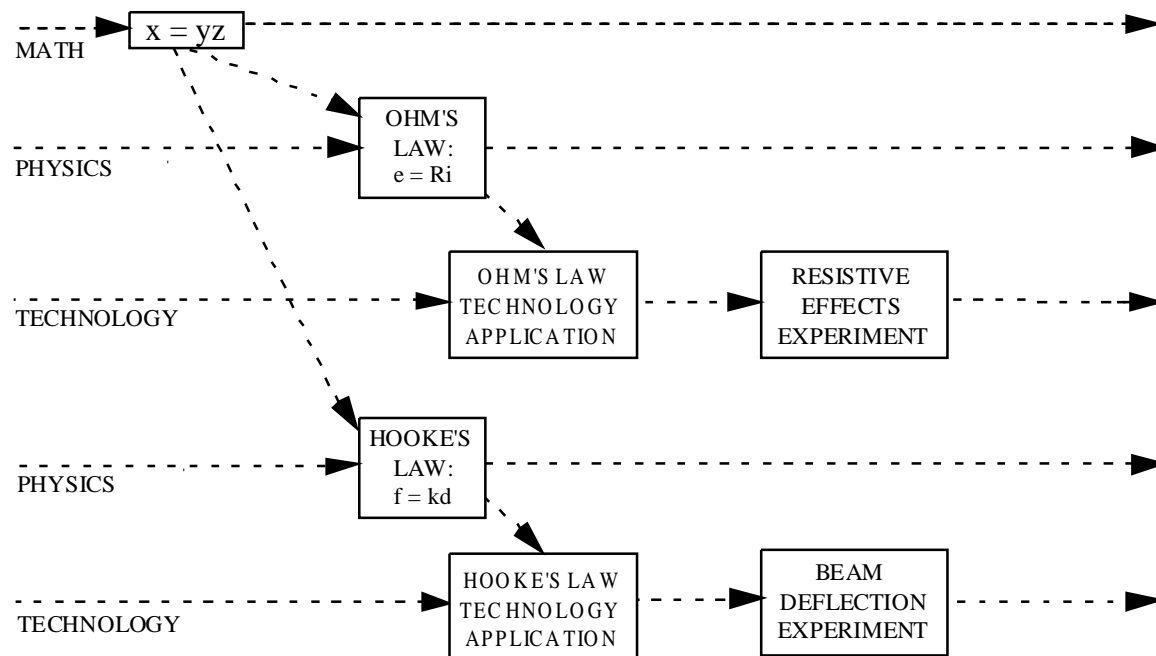 x = yz
MATH
OHM'S
LAW:
e = Ri
PHYSICS
OHM'S LAW
TECHNOLOGY
APPLICATION
RESISTIVE
EFFECTS
EXPERIMENT
TECHNOLOGY
HOOKE'S
LAW:
f = kd
PHYSICS
HOOKE'S LAW
TECHNOLOGY
APPLICATION
BEAM
DEFLECTION
EXPERIMENT
TECHNOLOGY